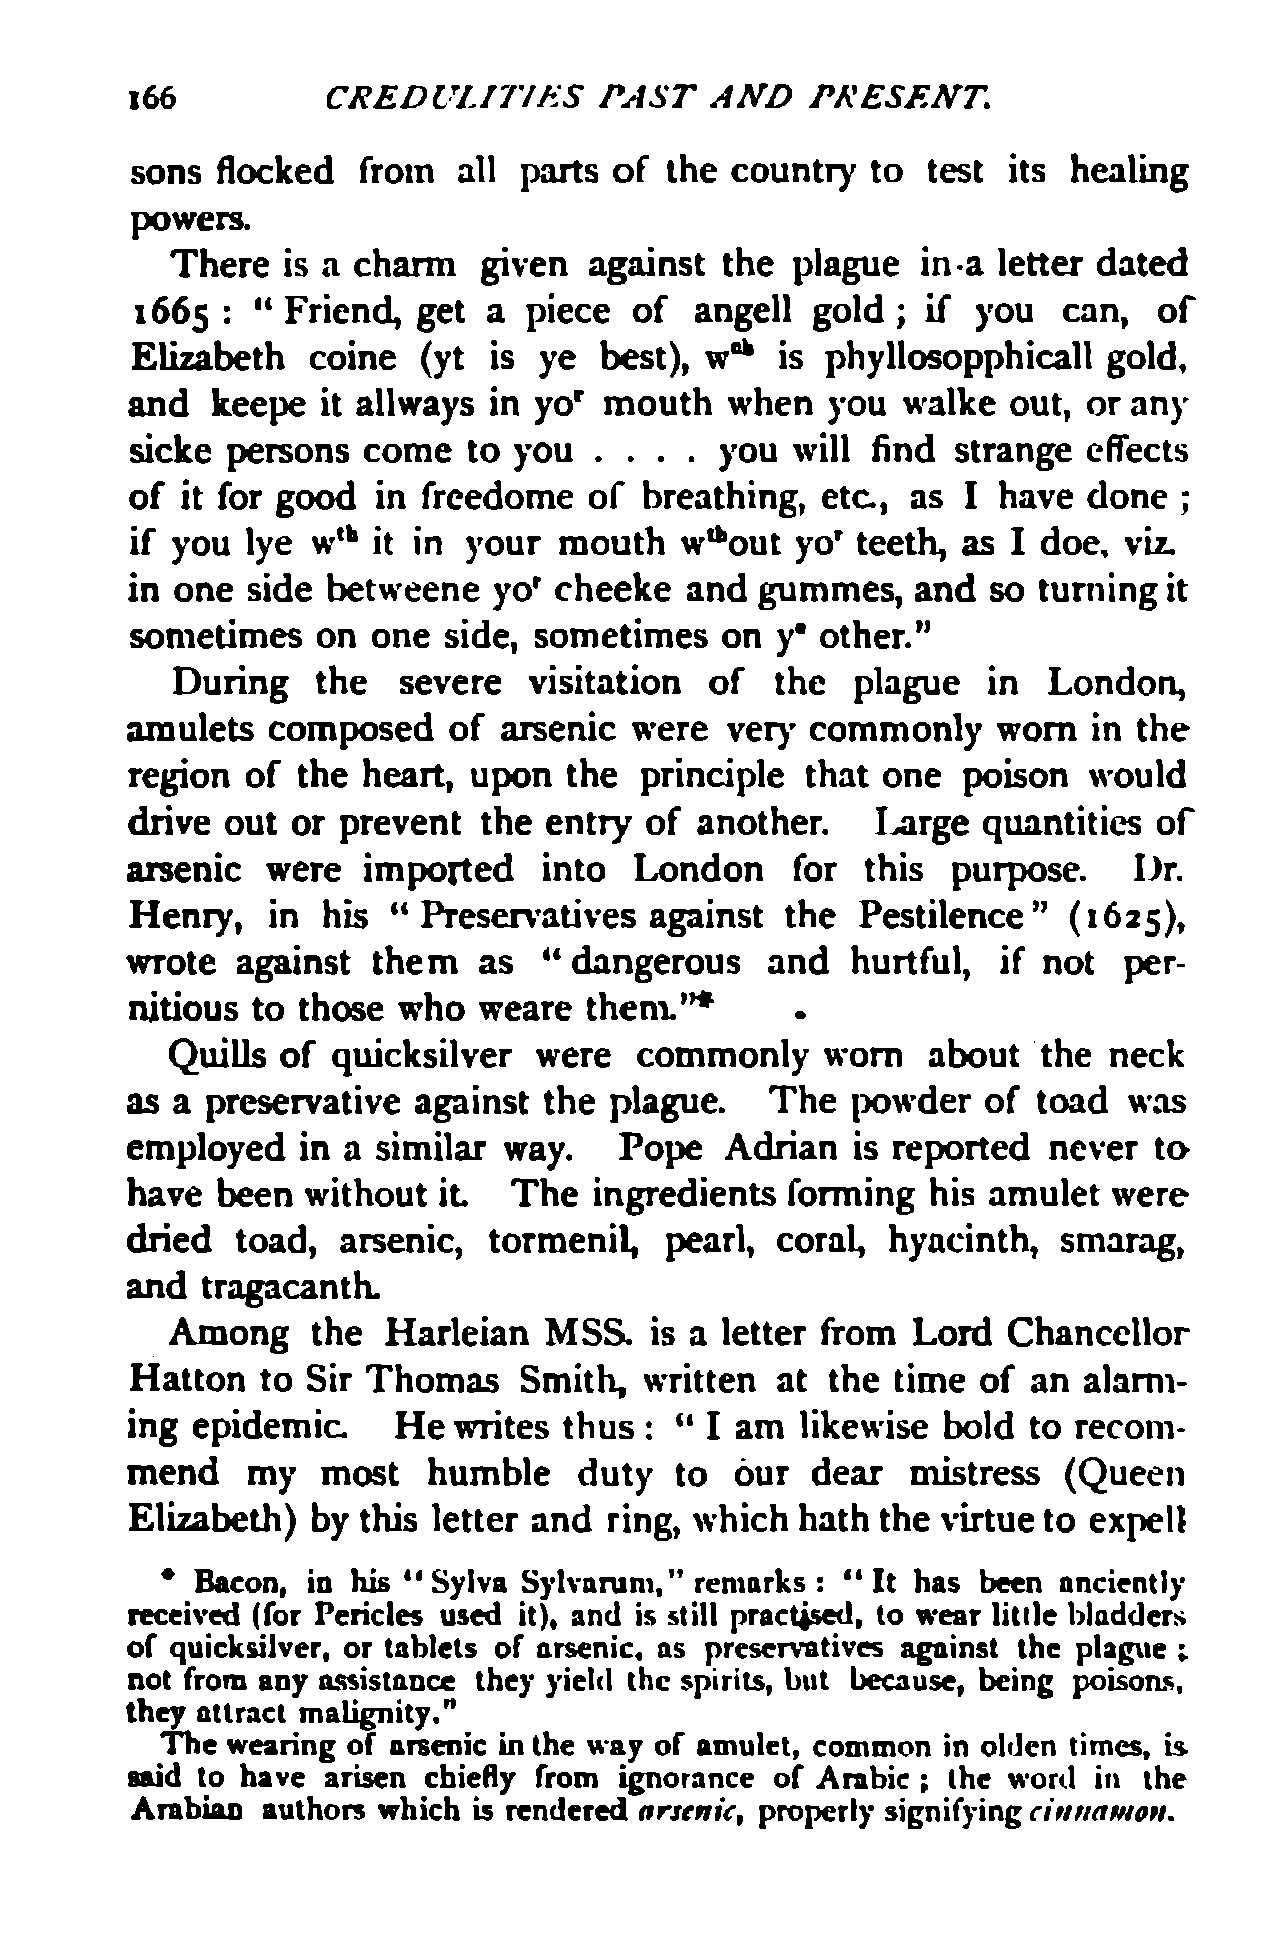 166 CREDULITIES PAST AND PRESENT.
sons flocked from all parts of the country to test its healing
powers.
There is a charm given against the plague in a letter dated
1665 : " Friend, get a piece of angell gold ; if you can, of
Elizabeth coine (yt is ye best), wch is phyllosopphicall gold,
and keepe it allways in yor mouth when you walke out, or any
sicke persons come to you . . . . you will find strange effects
of it for good in freedome of breathing, etc., as I have done ;
if you lye wth it in your mouth wthout yor teeth, as I doe, viz.
in one side betweene yor cheeke and gummes, and so turning it
sometimes on one side, sometimes on ye other."
During the severe visitation of the plague in London,
amulets composed of arsenic were very commonly worn in the
region of the heart, upon the principle that one poison would
drive out or prevent the entry of another. Large quantities of
arsenic were imported into London for this purpose. Dr.
Henry, in his " Preservatives against the Pestilence" (1625),
wrote against them as " dangerous and hurtful, if not per-
nitious to those who weare them."*
Quills of quicksilver were commonly worn about the neck
as a preservative against the plague. The powder of toad was
employed in a similar way. Pope Adrian is reported never to
have been without it. The ingredients forming his amulet were
dried toad, arsenic, tormenil, pearl, coral, hyacinth, smarag,
and tragacanth.
Among the Harleian MSS. is a letter from Lord Chancellor
Hatton to Sir Thomas Smith, written at the time of an alarm-
ing epidemic. He writes thus : " I am likewise bold to recom-
mend my most humble duty to our dear mistress (Queen
Elizabeth) by this letter and ring, which hath the virtue to expell
* Bacon, in his " Sylva Sylvarum," remarks : " It has been anciently
received (for Pericles used it), and is still practised, to wear little bladders
of quicksilver, or tablets of arsenic, as preservatives against the plague ;
not from any assistance they yield the spirits, but because, being poisons,
they attract malignity."
The wearing of arsenic in the way of amulet, common in olden times, is
said to have arisen chiefly from ignorance of Arabic ; the word in the
Arabian authors which is rendered arsenic, properly signifying cinnamon.